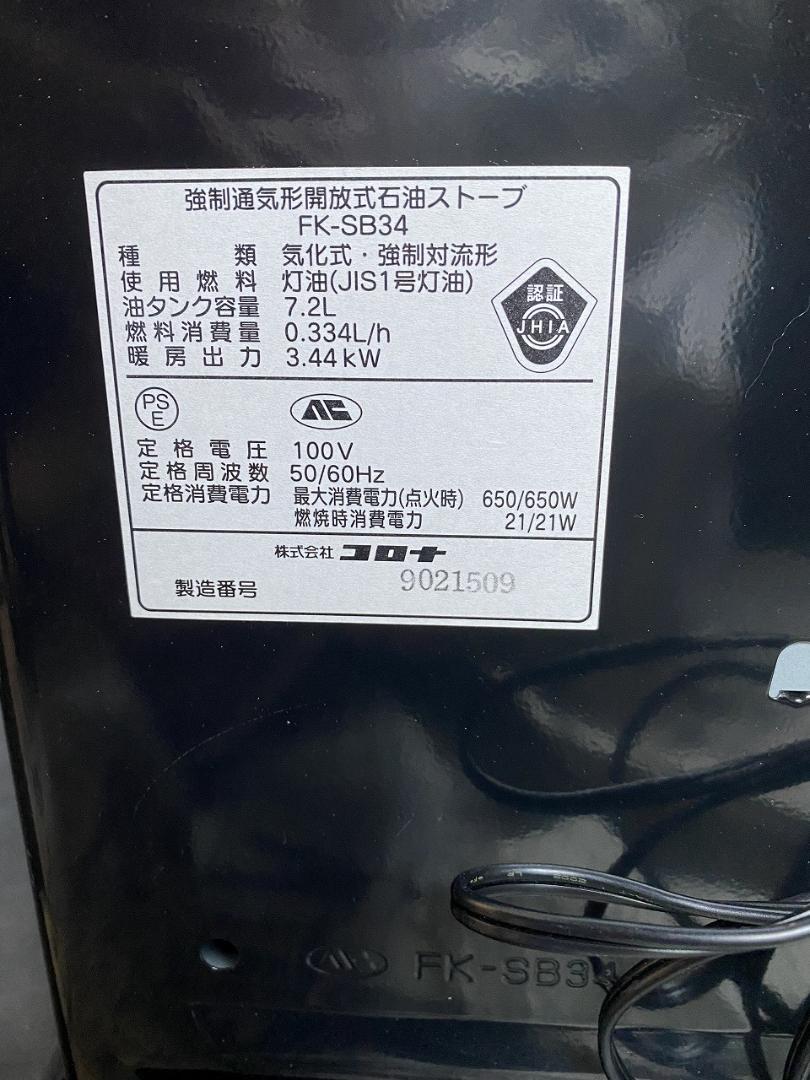 強制通気形開放式石油ストーブ
FK-SB34
種類 気化式・強制対流形
使用燃料 灯油(JIS1号灯油)
油タンク容量 7.2L
燃料消費量 0.334L/h
暖房出力 3.44kW
認証
JHIA
PS
E
定格電圧 100V
定格周波数 50/60Hz
定格消費電力 最大消費電力(点火時) 650/650W
燃焼時消費電力 21/21W
株式会社 コロナ
製造番号 9021509
FK-SB34